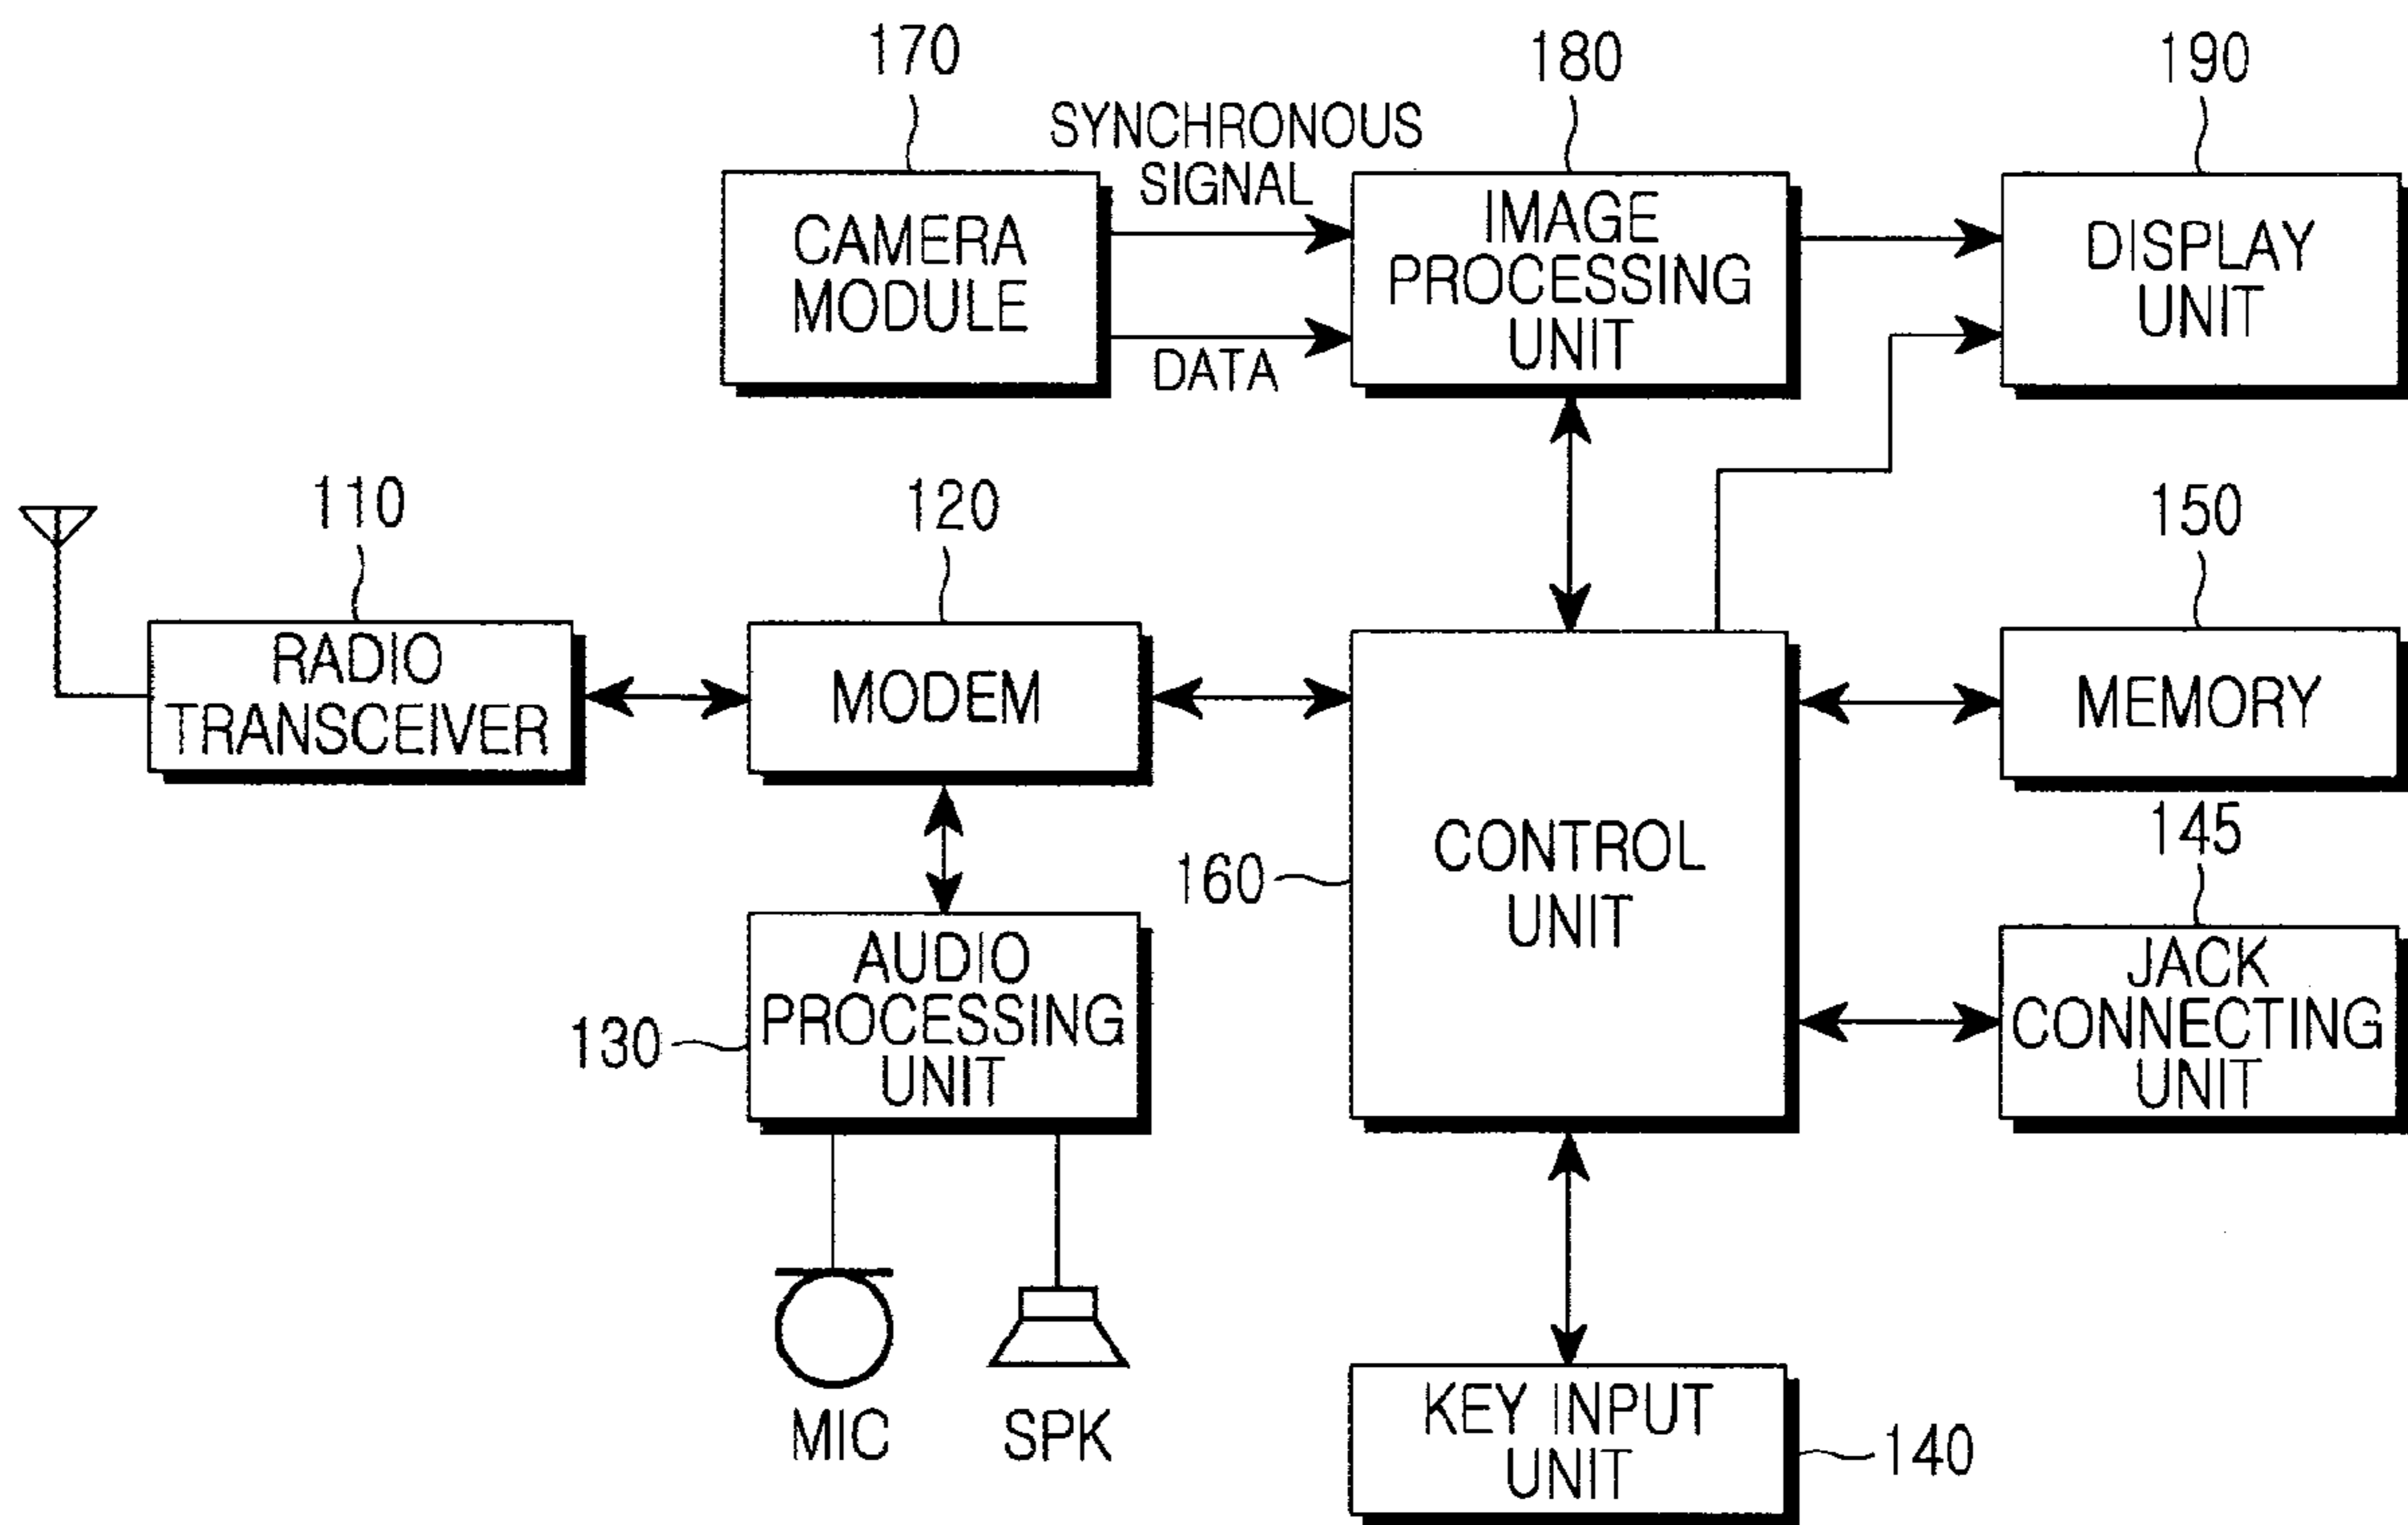 170
180
190
SYNCHRONOUS
SIGNAL
CAMERA
MODULE
DATA
IMAGE
PROCESSING
UNIT
DISPLAY
UNIT
110
120
150
RADIO
TRANSCEIVER
MODEM
MEMORY
160
CONTROL
UNIT
145
JACK
CONNECTING
UNIT
130
AUDIO
PROCESSING
UNIT
MIC
SPK
KEY INPUT
UNIT
140